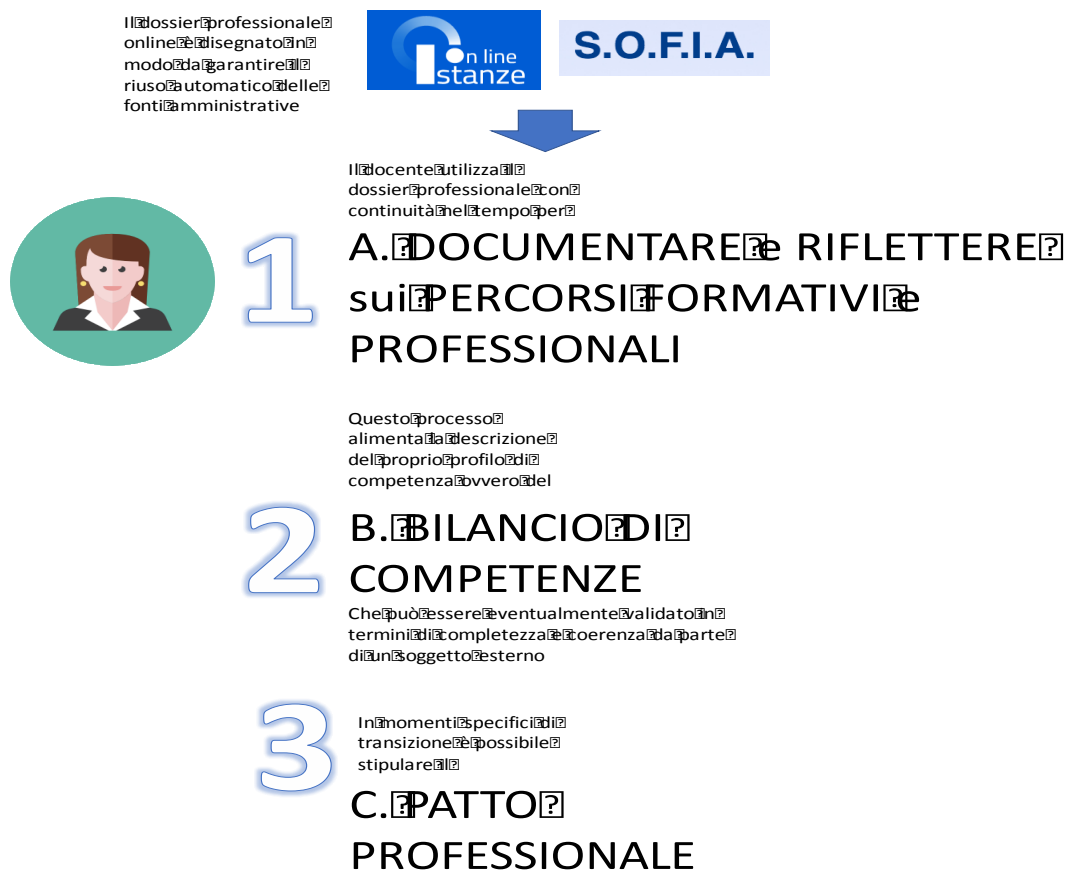 Il dossier professionale
online è disegnato in
modo da garantire il
riuso automatico delle
fonti amministrative
Istanze On line
S.O.F.I.A.
Il docente utilizza il
dossier professionale con
continuità nel tempo per
1
A. DOCUMENTARE e RIFLETTERE
sui PERCORSI FORMATIVI e
PROFESSIONALI
Questo processo
alimenta la descrizione
del proprio profilo di
competenza ovvero del
2
B. BILANCIO DI
COMPETENZE
Che può essere eventualmente validato in
termini di completezza e coerenza da parte
di un soggetto esterno
3
In momenti specifici di
transizione è possibile
stipulare il
C. PATTO
PROFESSIONALE